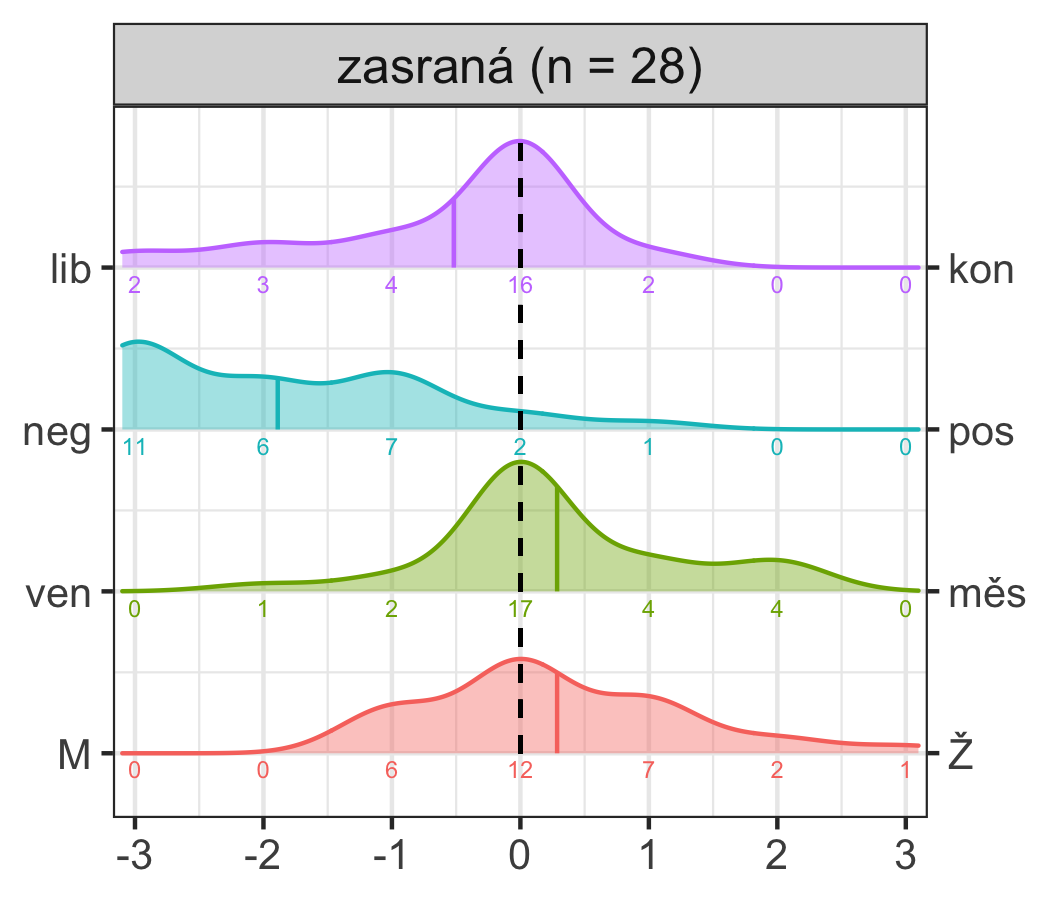 zasraná (n = 28)
lib kon
2 3 4 16 2 0 0
neg pos
11 6 7 2 1 0 0
ven měs
0 1 2 17 4 4 0
M Ž
0 0 6 12 7 2 1
-3 -2 -1 0 1 2 3